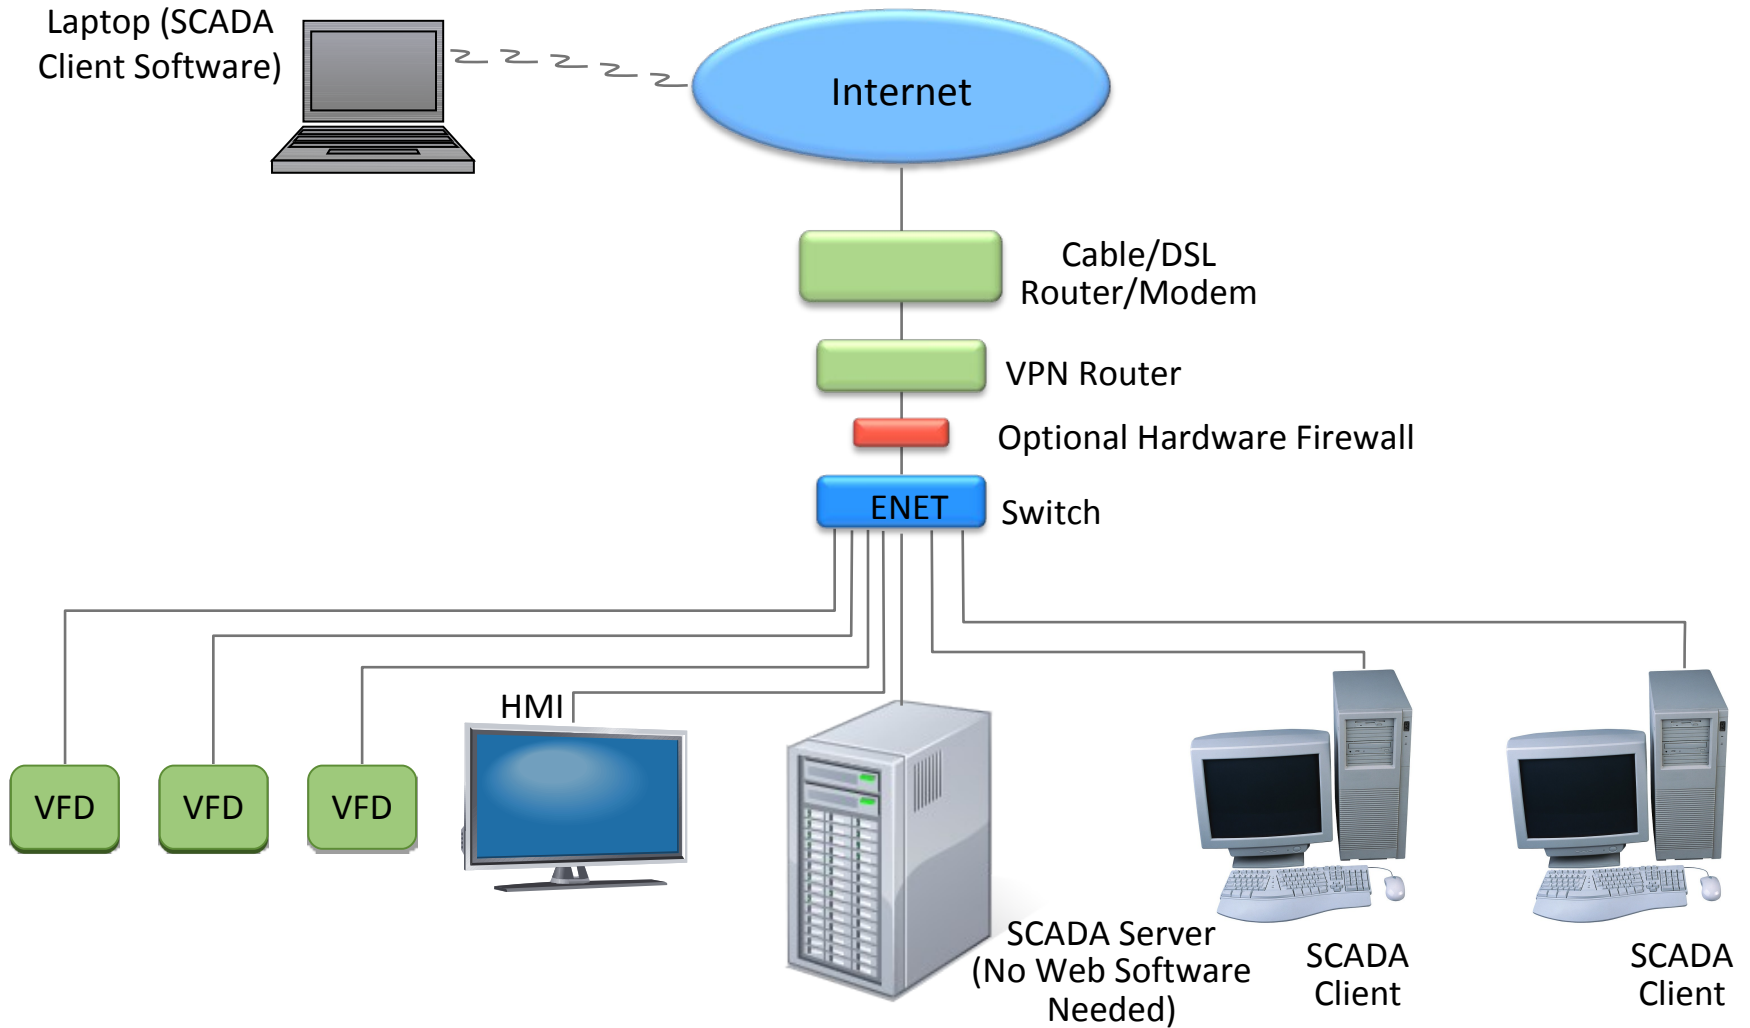 Laptop (SCADA
Client Software)
Internet
Cable/DSL
Router/Modem
VPN Router
Optional Hardware Firewall
ENET
Switch
HMI
VFD
VFD
VFD
SCADA Server
(No Web Software
Needed)
SCADA
Client
SCADA
Client